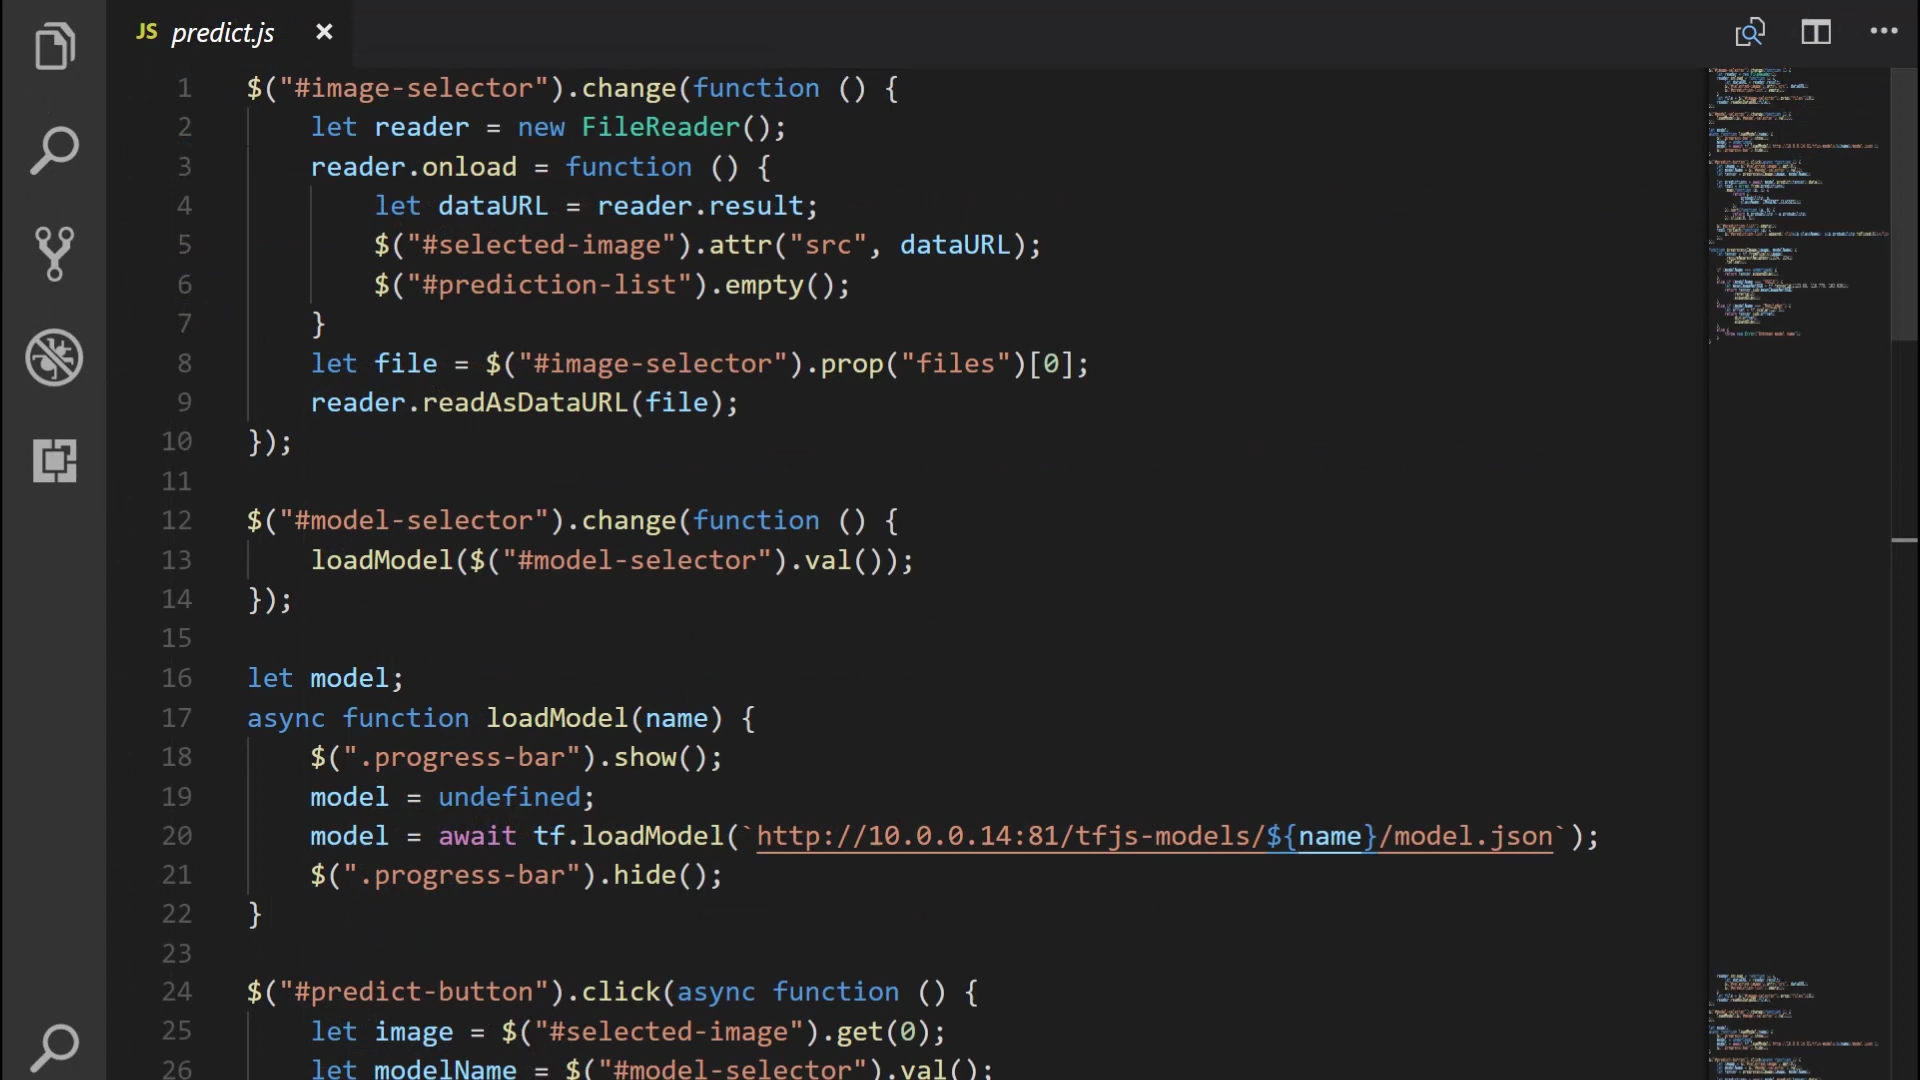 JS predict.js
1 $("#image-selector").change(function () {
2     let reader = new FileReader();
3     reader.onload = function () {
4         let dataURL = reader.result;
5         $("#selected-image").attr("src", dataURL);
6         $("#prediction-list").empty();
7     }
8     let file = $("#image-selector").prop("files")[0];
9     reader.readAsDataURL(file);
10 });
11
12 $("#model-selector").change(function () {
13     loadModel($("#model-selector").val());
14 });
15
16 let model;
17 async function loadModel(name) {
18     $(".progress-bar").show();
19     model = undefined;
20     model = await tf.loadModel(`http://10.0.0.14:81/tfjs-models/${name}/model.json`);
21     $(".progress-bar").hide();
22 }
23
24 $("#predict-button").click(async function () {
25     let image = $("#selected-image").get(0);
26     let modelName = $("#model-selector").val();